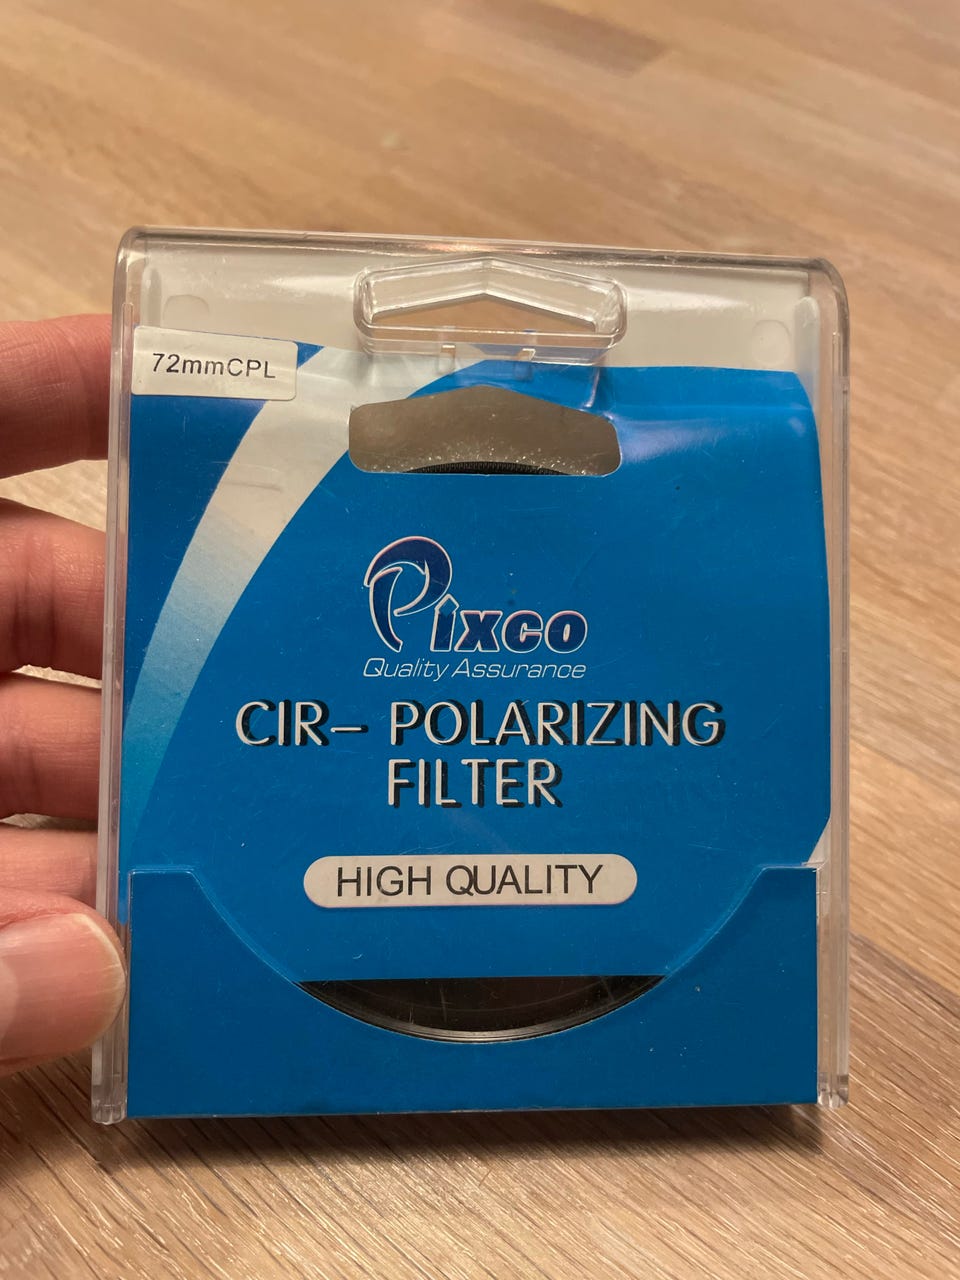 72mmCPL
Pixco
Quality Assurance
CIR- POLARIZING
FILTER
HIGH QUALITY